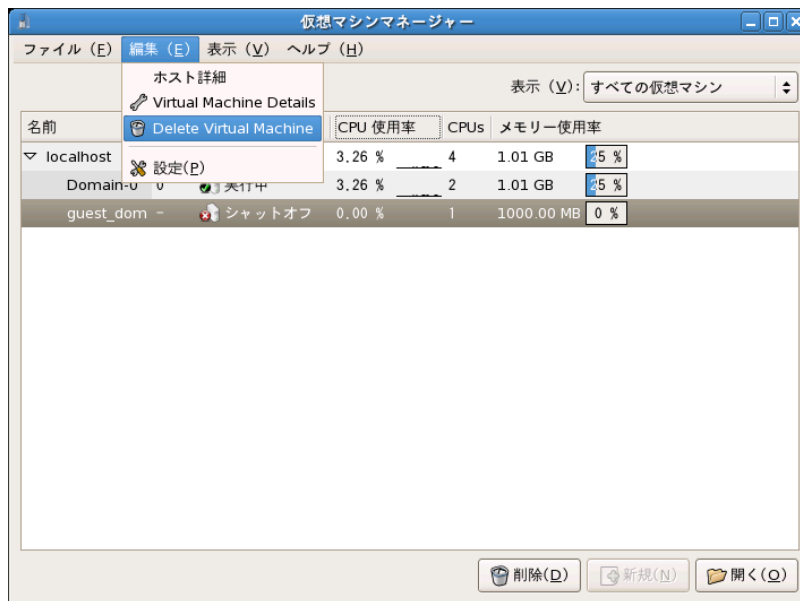 仮想マシンマネージャー
ファイル (F) 編集 (E) 表示 (V) ヘルプ (H)
ホスト詳細
Virtual Machine Details
Delete Virtual Machine
設定(P)
表示 (V): すべての仮想マシン
名前 CPU 使用率 CPUs メモリー使用率
localhost 3.26 % 4 1.01 GB 25 %
Domain-0 0 実行中 3.26 % 2 1.01 GB 25 %
guest_dom - シャットオフ 0.00 % 1 1000.00 MB 0 %
削除(D) 新規(N) 開く(O)